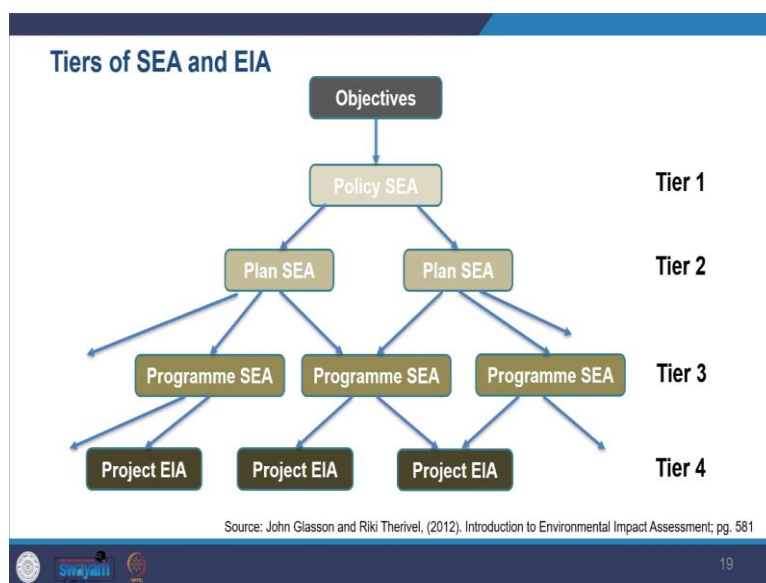 Tiers of SEA and EIA
Objectives
Policy SEA
Tier 1
Plan SEA
Plan SEA
Tier 2
Programme SEA
Programme SEA
Programme SEA
Tier 3
Project EIA
Project EIA
Project EIA
Tier 4
Source: John Glasson and Riki Therivel, (2012). Introduction to Environmental Impact Assessment; pg. 581
swayam
19